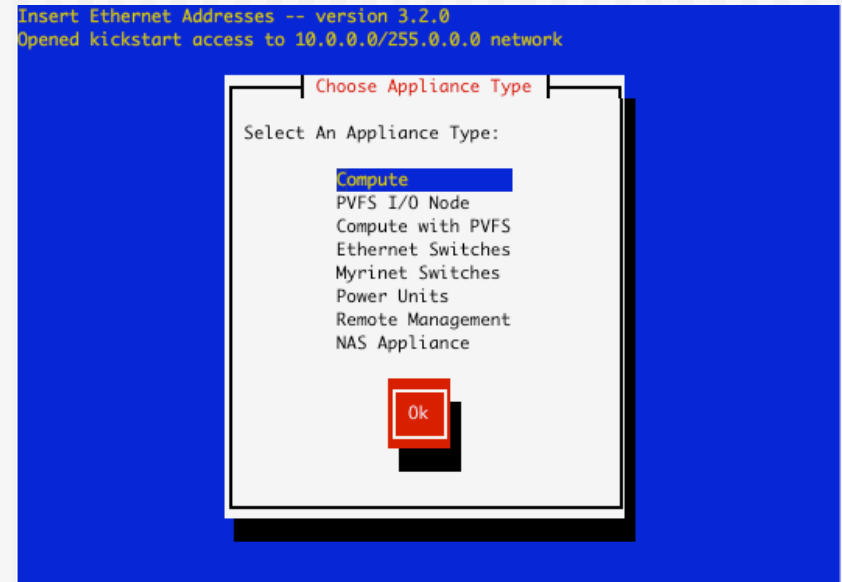 Insert Ethernet Addresses -- version 3.2.0
Opened kickstart access to 10.0.0.0/255.0.0.0 network
Choose Appliance Type
Select An Appliance Type:
Compute
PVFS I/O Node
Compute with PVFS
Ethernet Switches
Myrinet Switches
Power Units
Remote Management
NAS Appliance
Ok